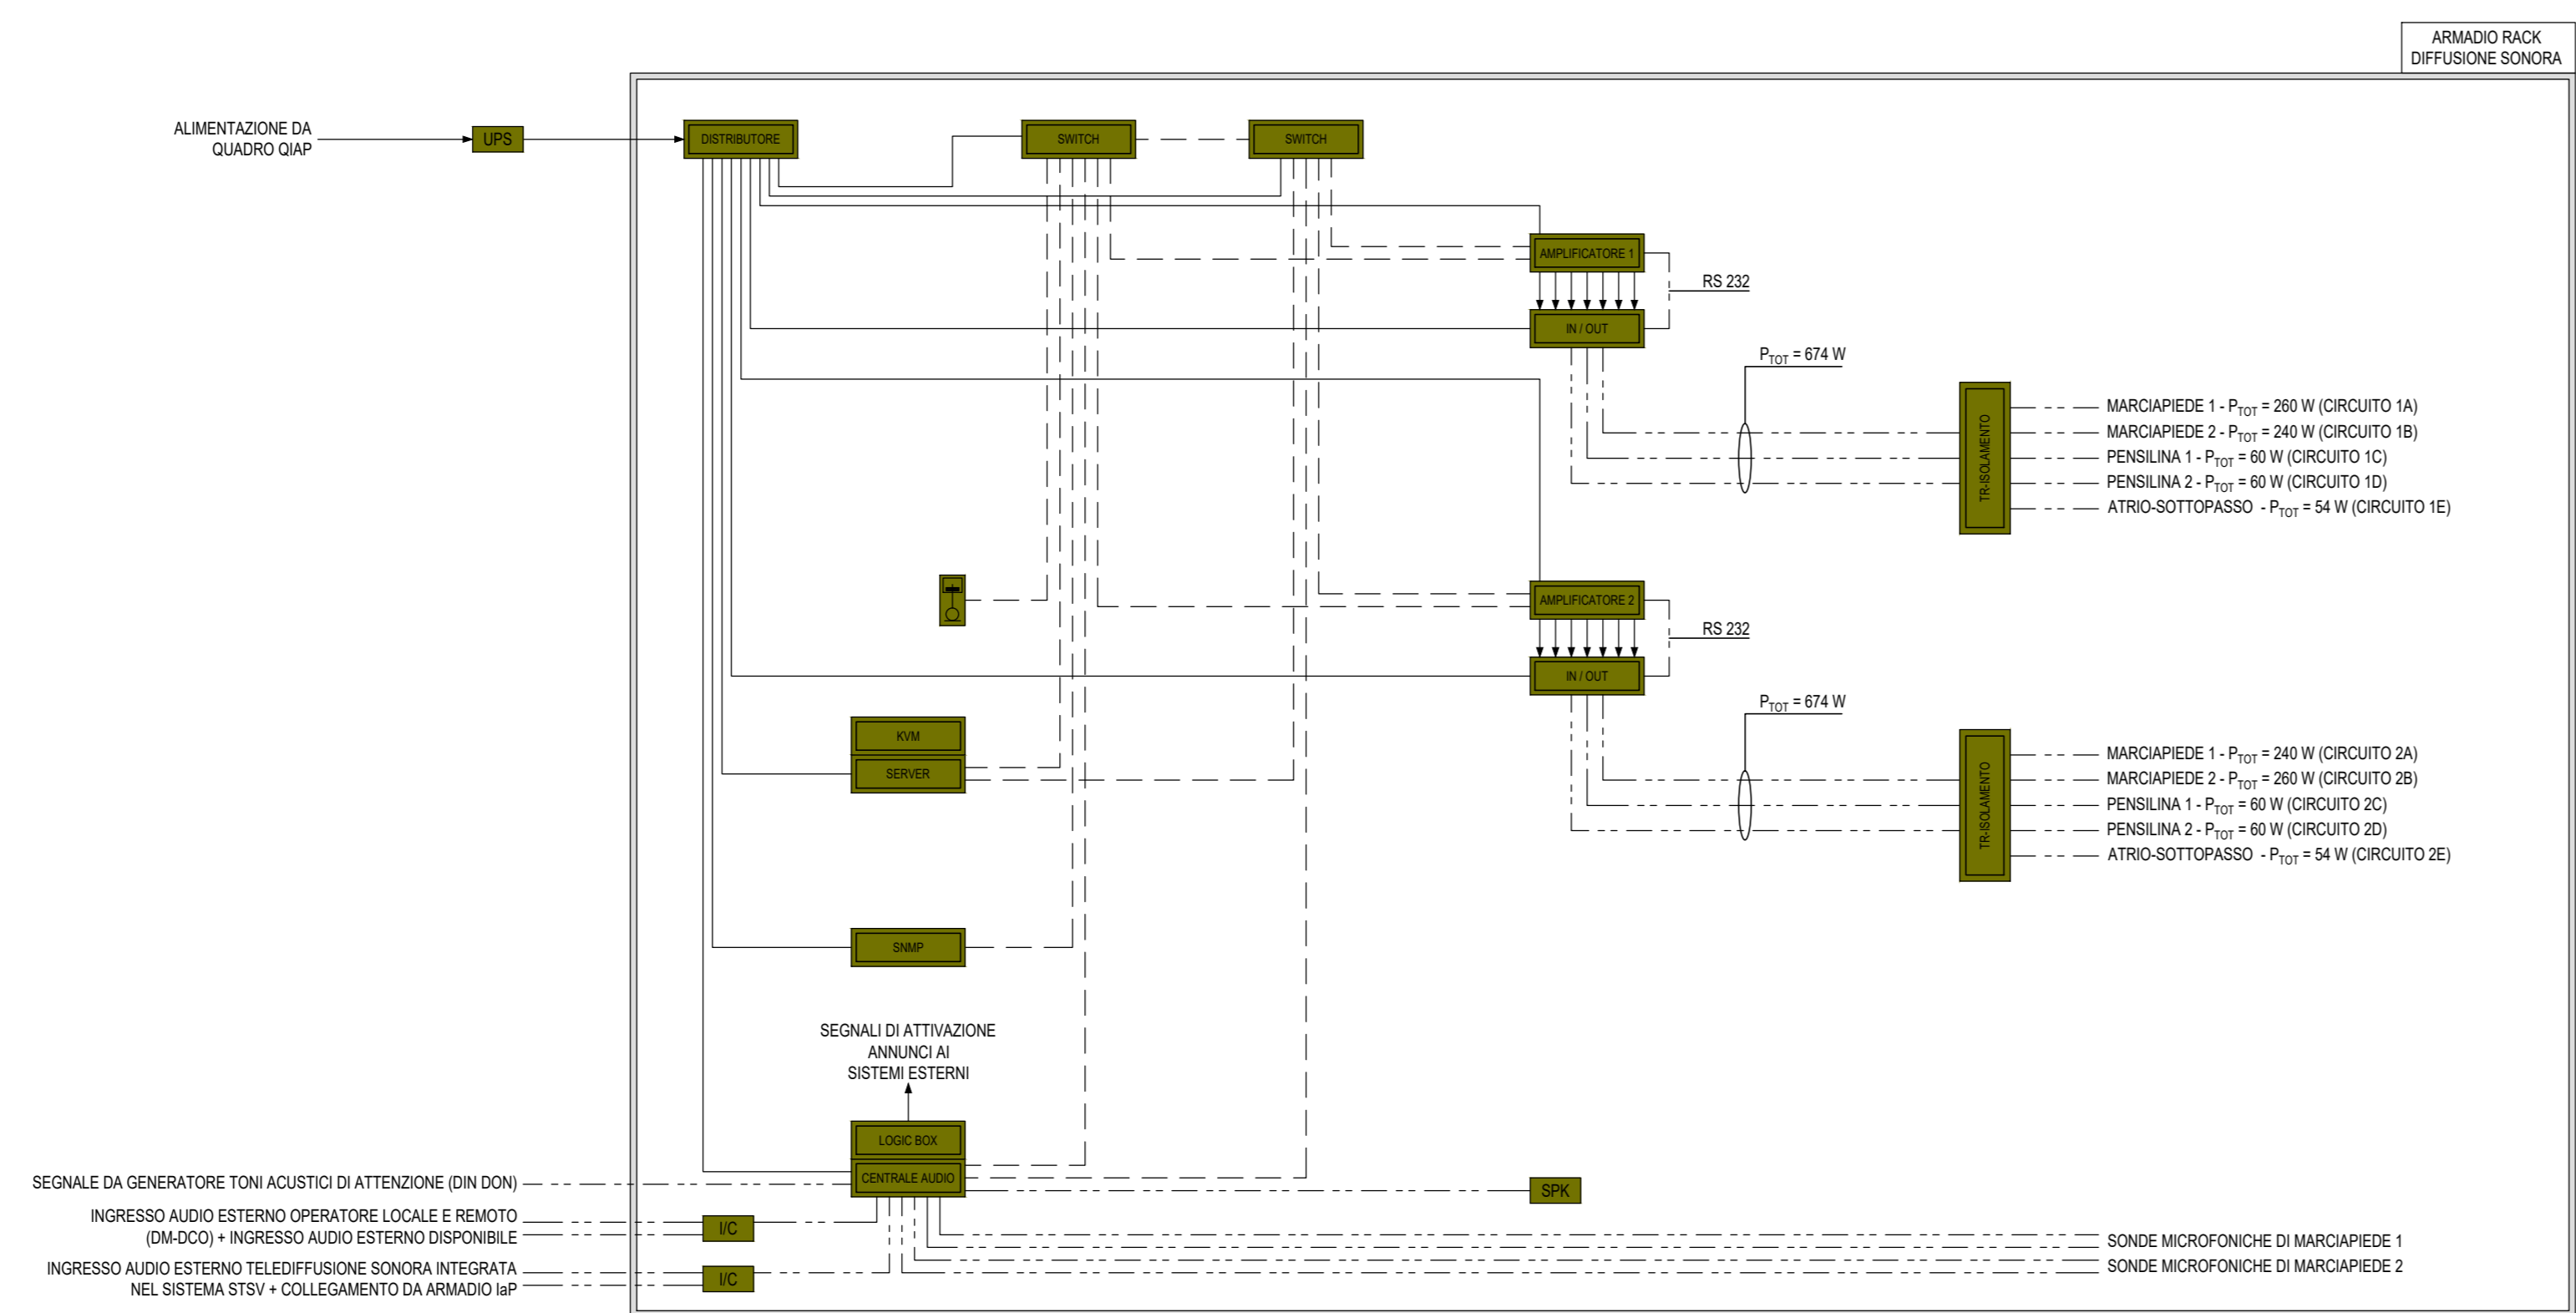 ARMADIO RACK
DIFFUSIONE SONORA
ALIMENTAZIONE DA
QUADRO QIAP
UPS
DISTRIBUTORE
SWITCH
SWITCH
AMPLIFICATORE 1
RS 232
IN / OUT
PTOT = 674 W
TR-ISOLAMENTO
MARCIAPIEDE 1 - PTOT = 260 W (CIRCUITO 1A)
MARCIAPIEDE 2 - PTOT = 240 W (CIRCUITO 1B)
PENSILINA 1 - PTOT = 60 W (CIRCUITO 1C)
PENSILINA 2 - PTOT = 60 W (CIRCUITO 1D)
ATRIO-SOTTOPASSO - PTOT = 54 W (CIRCUITO 1E)
AMPLIFICATORE 2
RS 232
IN / OUT
PTOT = 674 W
TR-ISOLAMENTO
MARCIAPIEDE 1 - PTOT = 240 W (CIRCUITO 2A)
MARCIAPIEDE 2 - PTOT = 260 W (CIRCUITO 2B)
PENSILINA 1 - PTOT = 60 W (CIRCUITO 2C)
PENSILINA 2 - PTOT = 60 W (CIRCUITO 2D)
ATRIO-SOTTOPASSO - PTOT = 54 W (CIRCUITO 2E)
KVM
SERVER
SNMP
SEGNALI DI ATTIVAZIONE
ANNUNCI AI
SISTEMI ESTERNI
LOGIC BOX
CENTRALE AUDIO
SEGNALE DA GENERATORE TONI ACUSTICI DI ATTENZIONE (DIN DON)
SPK
INGRESSO AUDIO ESTERNO OPERATORE LOCALE E REMOTO
(DM-DCO) + INGRESSO AUDIO ESTERNO DISPONIBILE
I/C
INGRESSO AUDIO ESTERNO TELEDIFFUSIONE SONORA INTEGRATA
NEL SISTEMA STSV + COLLEGAMENTO DA ARMADIO IaP
I/C
SONDE MICROFONICHE DI MARCIAPIEDE 1
SONDE MICROFONICHE DI MARCIAPIEDE 2